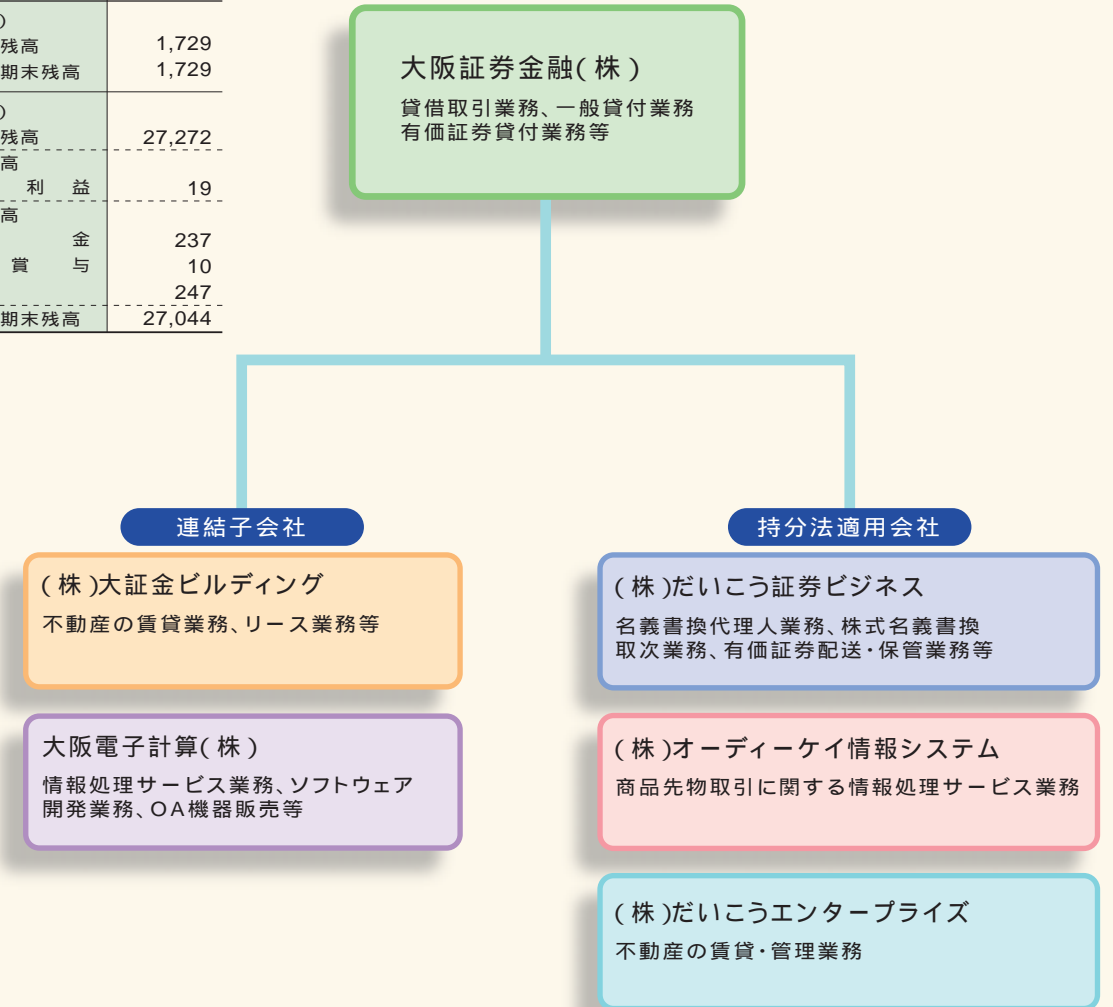 )
残高 1,729
期末残高 1,729
)
残高 27,272
高
利 益 19
高
金 237
賞 与 10
247
期末残高 27,044
大阪証券金融(株)
貸借取引業務、一般貸付業務
有価証券貸付業務等
連結子会社
(株)大証金ビルディング
不動産の賃貸業務、リース業務等
大阪電子計算(株)
情報処理サービス業務、ソフトウェア
開発業務、OA機器販売等
持分法適用会社
(株)だいこう証券ビジネス
名義書換代理人業務、株式名義書換
取次業務、有価証券配送・保管業務等
(株)オーディーケイ情報システム
商品先物取引に関する情報処理サービス業務
(株)だいこうエンタープライズ
不動産の賃貸・管理業務